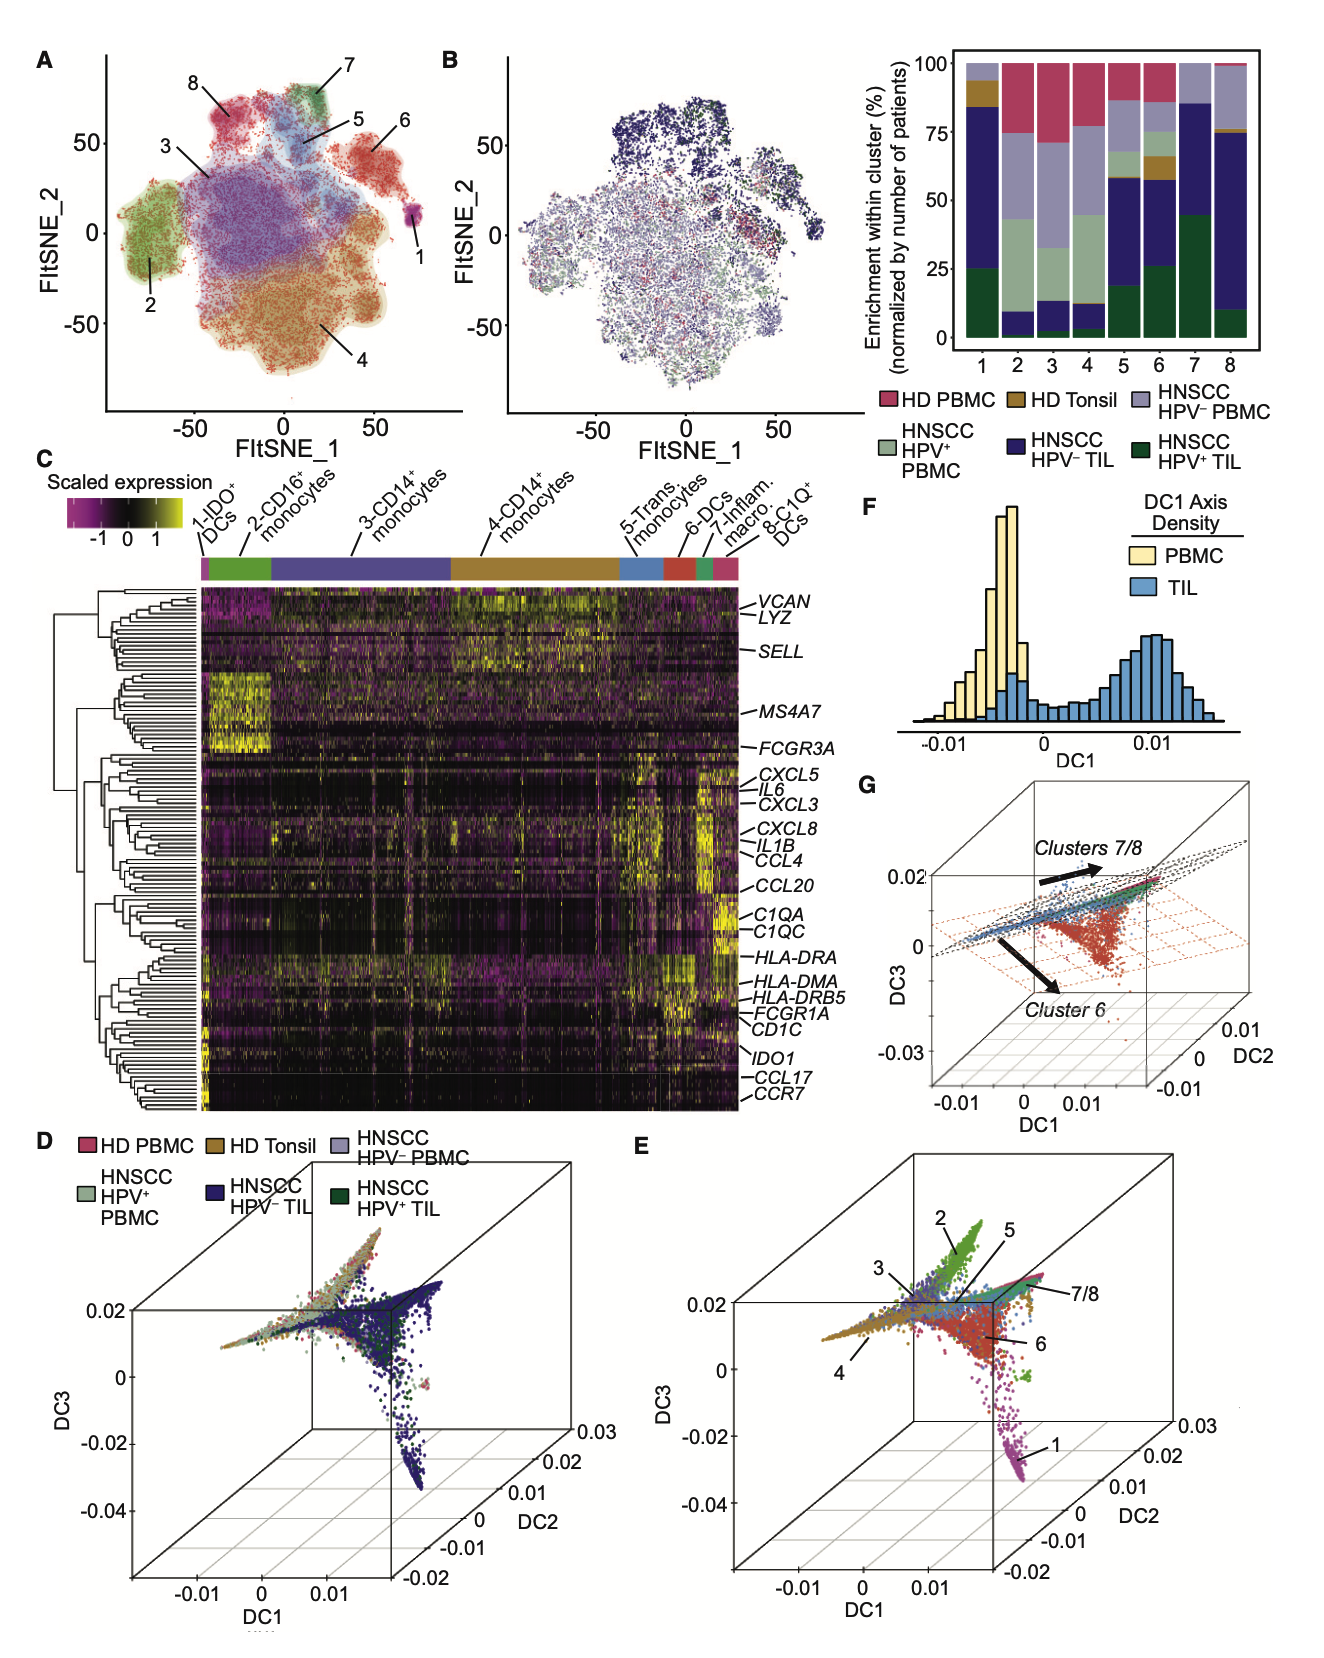 A
8
7
5
6
3
50
0
-50
2
4
1
FItSNE_2
-50
0
50
FItSNE_1
B
50
0
-50
FItSNE_2
-50
0
50
FItSNE_1
Enrichment within cluster (%)
(normalized by number of patients)
100
75
50
25
0
1 2 3 4 5 6 7 8
HD PBMC
HD Tonsil
HNSCC
HPV⁻ PBMC
HNSCC
HPV⁺
PBMC
HNSCC
HPV⁻ TIL
HNSCC
HPV⁺ TIL
C
Scaled expression
-1 0 1
1-IDO⁺
DCs
2-CD16⁺
monocytes
3-CD14⁺
monocytes
4-CD14⁺
monocytes
5-Trans.
monocytes
6-DCs
7-Inflam.
macro.
8-C1Q⁺
DCs
VCAN
LYZ
SELL
MS4A7
FCGR3A
CXCL5
IL6
CXCL3
CXCL8
IL1B
CCL4
CCL20
C1QA
C1QC
HLA-DRA
HLA-DMA
HLA-DRB5
FCGR1A
CD1C
IDO1
CCL17
CCR7
F
DC1 Axis
Density
PBMC
TIL
-0.01
0
0.01
DC1
G
Clusters 7/8
Cluster 6
0.02
0
-0.03
DC3
-0.01
0
0.01
DC1
-0.01
0
0.01
DC2
D
HD PBMC
HD Tonsil
HNSCC
HPV⁻ PBMC
HNSCC
HPV⁺
PBMC
HNSCC
HPV⁻ TIL
HNSCC
HPV⁺ TIL
0.02
0
-0.02
-0.04
DC3
-0.01
0
0.01
DC1
-0.02
-0.01
0
0.01
0.02
0.03
DC2
E
2
5
3
7/8
6
4
1
0.02
0
-0.02
-0.04
DC3
-0.01
0
0.01
DC1
-0.02
-0.01
0
0.01
0.02
0.03
DC2